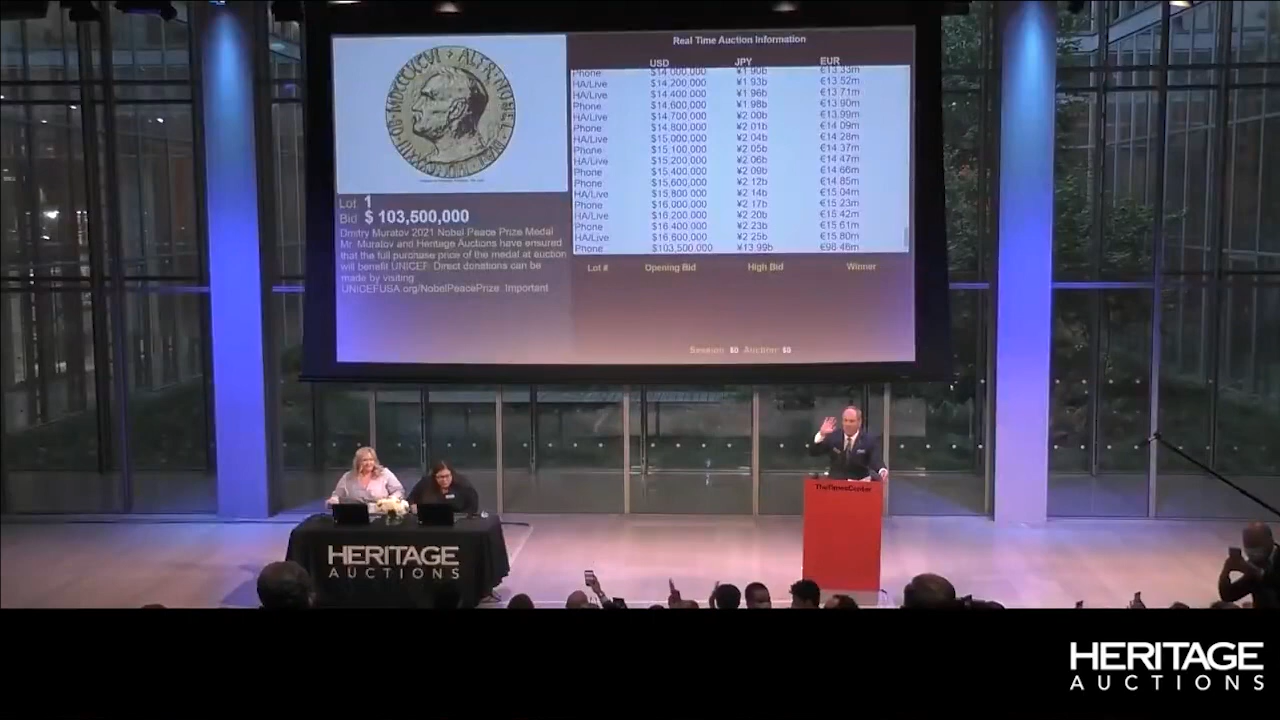 Real Time Auction Information
USD JPY EUR
Phone $14,000,000 ¥1.90b €13.33m
HA/Live $14,200,000 ¥1.93b €13.52m
HA/Live $14,400,000 ¥1.96b €13.71m
Phone $14,600,000 ¥1.98b €13.90m
HA/Live $14,700,000 ¥2.00b €13.99m
Phone $14,800,000 ¥2.01b €14.09m
HA/Live $15,000,000 ¥2.04b €14.28m
Phone $15,100,000 ¥2.05b €14.37m
HA/Live $15,200,000 ¥2.06b €14.47m
Phone $15,400,000 ¥2.09b €14.66m
Phone $15,600,000 ¥2.12b €14.85m
HA/Live $15,800,000 ¥2.14b €15.04m
Phone $16,000,000 ¥2.17b €15.23m
HA/Live $16,200,000 ¥2.20b €15.42m
Phone $16,400,000 ¥2.23b €15.61m
HA/Live $16,600,000 ¥2.25b €15.80m
Phone $103,500,000 ¥13.99b €98.46m
Lot # Opening Bid High Bid Winner
Session: $0 Auction: $0
Lot 1
Bid $ 103,500,000
Dmitry Muratov 2021 Nobel Peace Prize Medal
Mr. Muratov and Heritage Auctions have ensured
that the full purchase price of the medal at auction
will benefit UNICEF. Direct donations can be
made by visiting
UNICEFUSA.org/NobelPeacePrize. Important
TheTimesCenter
HERITAGE
AUCTIONS
HERITAGE
AUCTIONS